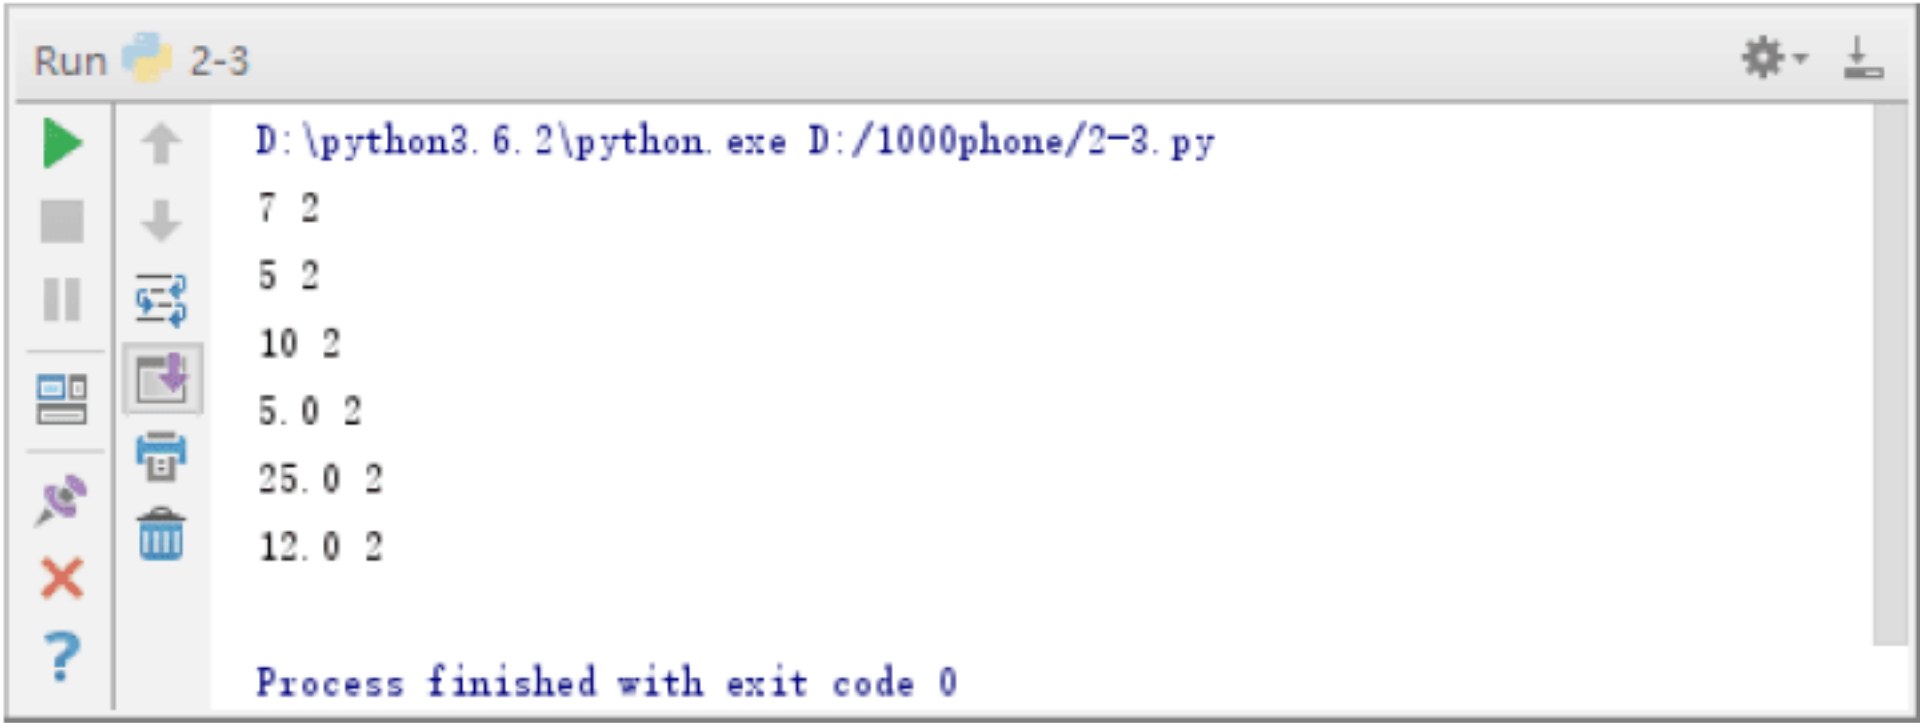 Run 2-3
D:\python3.6.2\python.exe D:/1000phone/2-3.py
7 2
5 2
10 2
5.0 2
25.0 2
12.0 2
Process finished with exit code 0